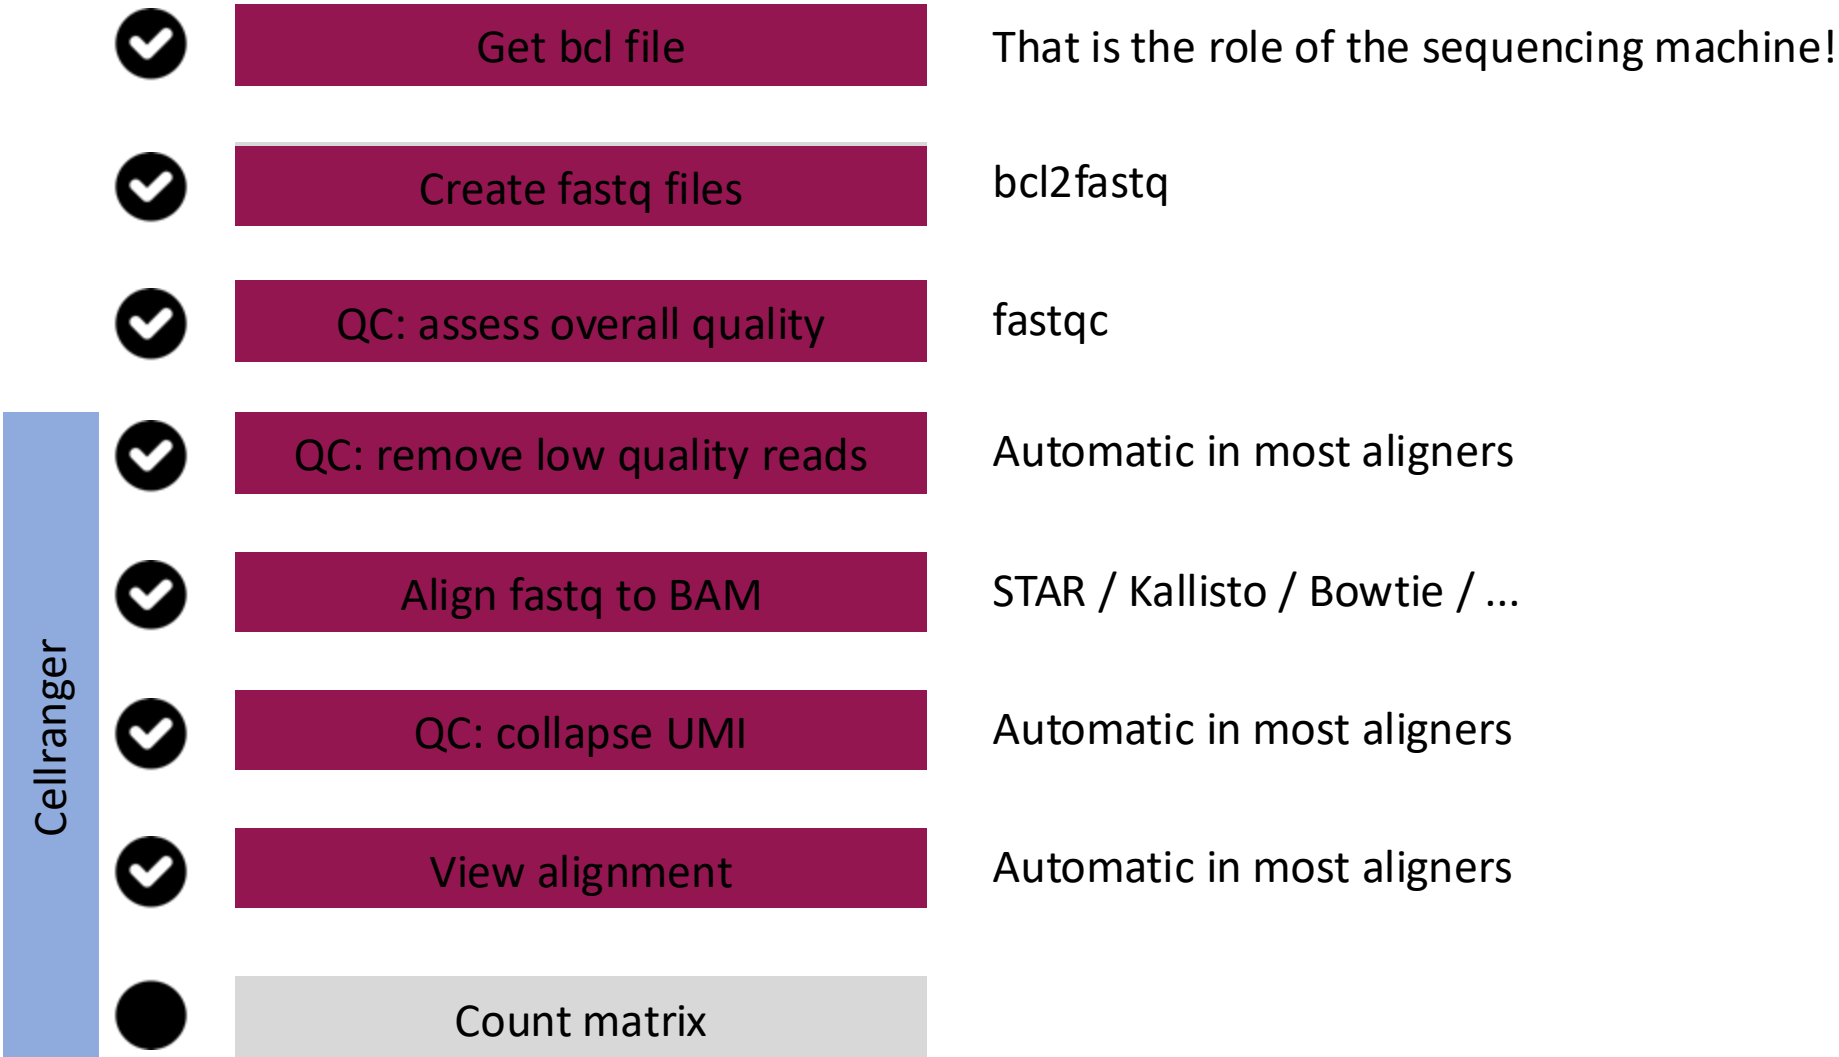 Get bcl file
That is the role of the sequencing machine!
Create fastq files
bcl2fastq
QC: assess overall quality
fastqc
QC: remove low quality reads
Automatic in most aligners
Align fastq to BAM
STAR / Kallisto / Bowtie / ...
QC: collapse UMI
Automatic in most aligners
View alignment
Automatic in most aligners
Count matrix
Cellranger